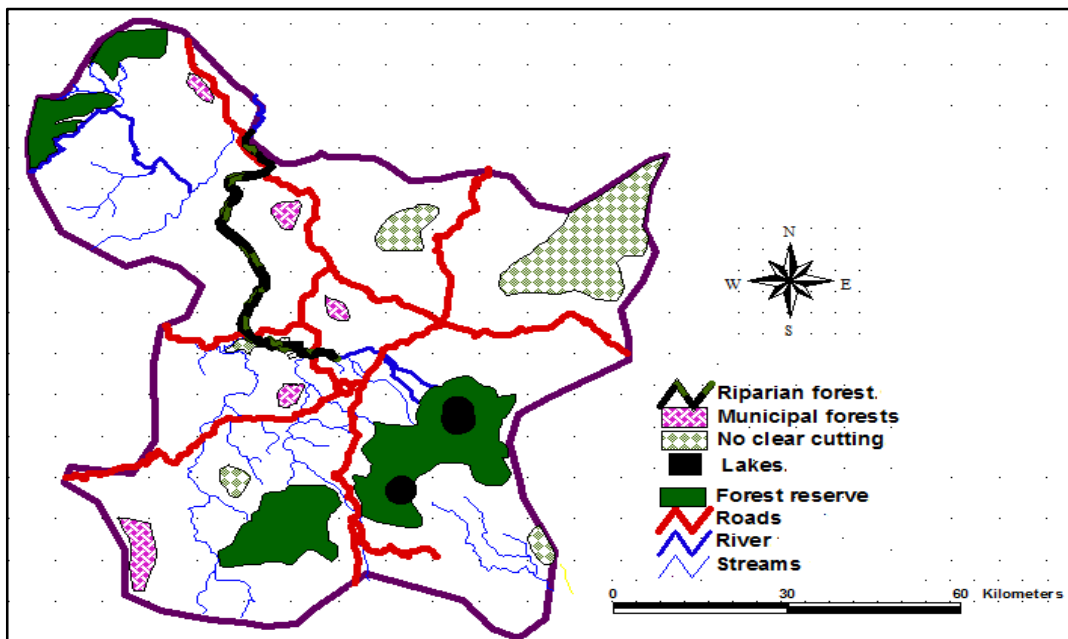 N
W E
S
Riparian forest.
Municipal forests
No clear cutting
Lakes.
Forest reserve
Roads
River
Streams
0 30 60 Kilometers